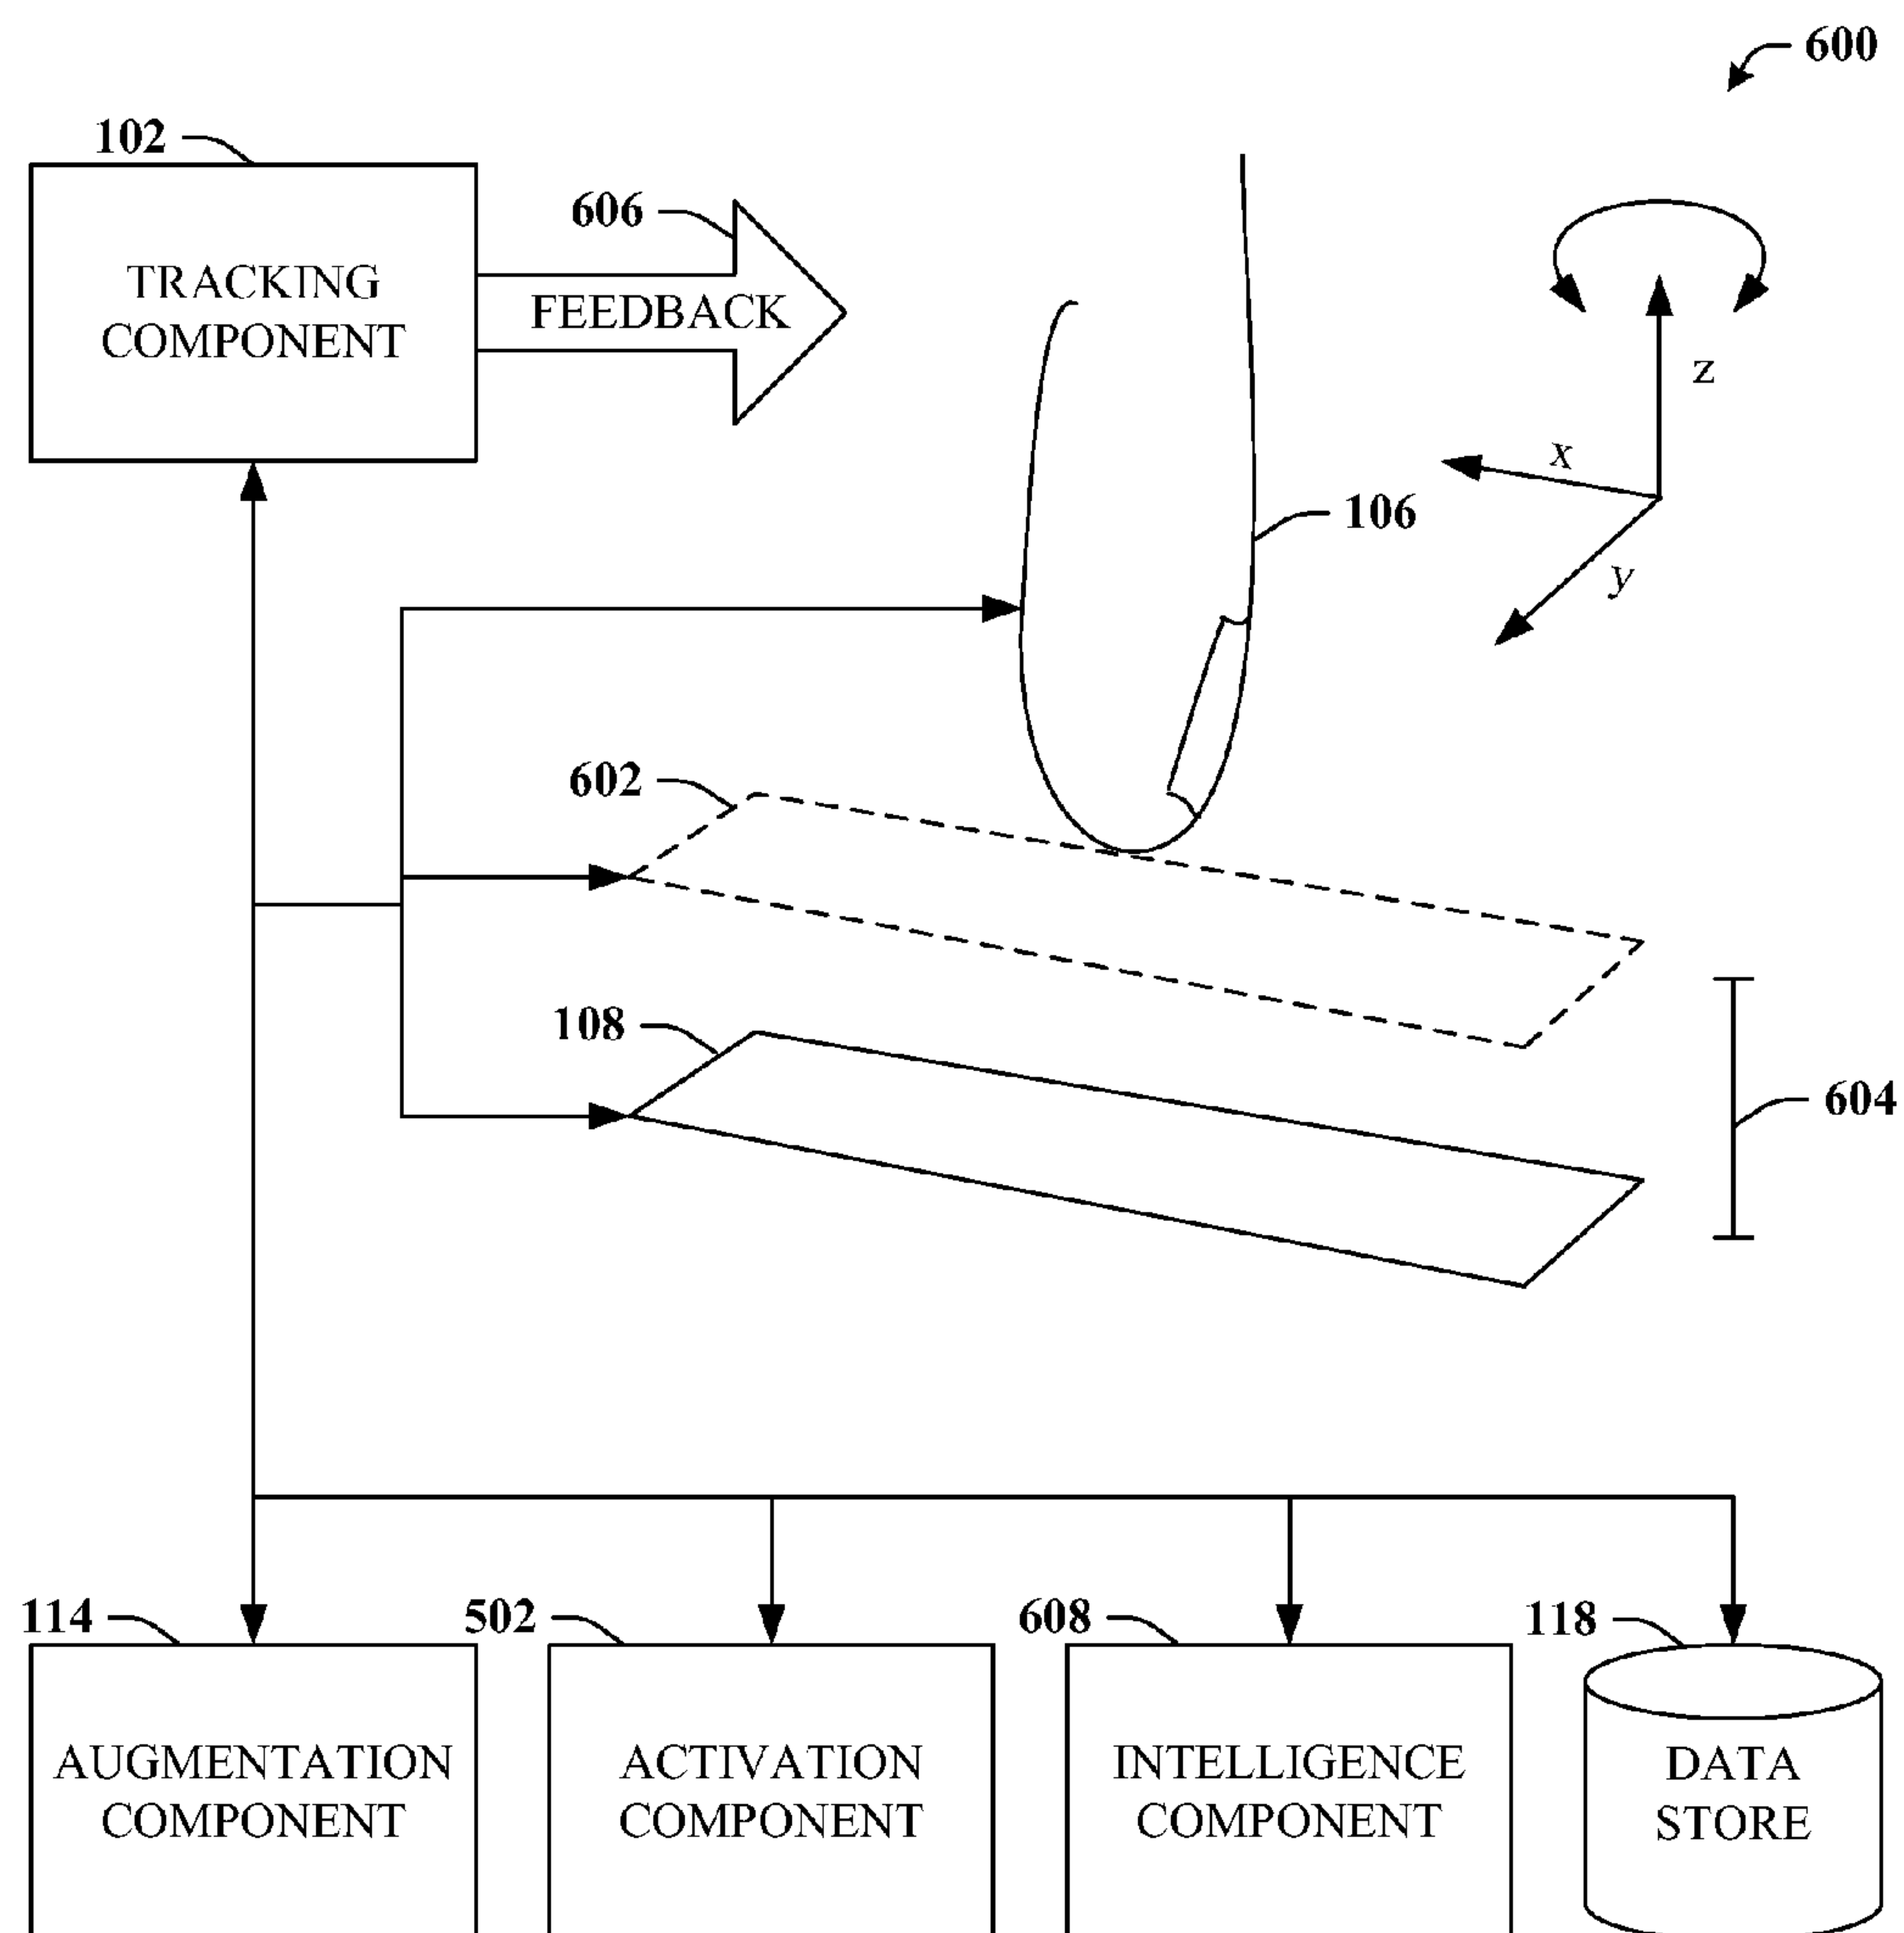 600
102
606
TRACKING
COMPONENT
FEEDBACK
z
x
106
y
602
108
604
114
502
608
118
AUGMENTATION
COMPONENT
ACTIVATION
COMPONENT
INTELLIGENCE
COMPONENT
DATA
STORE